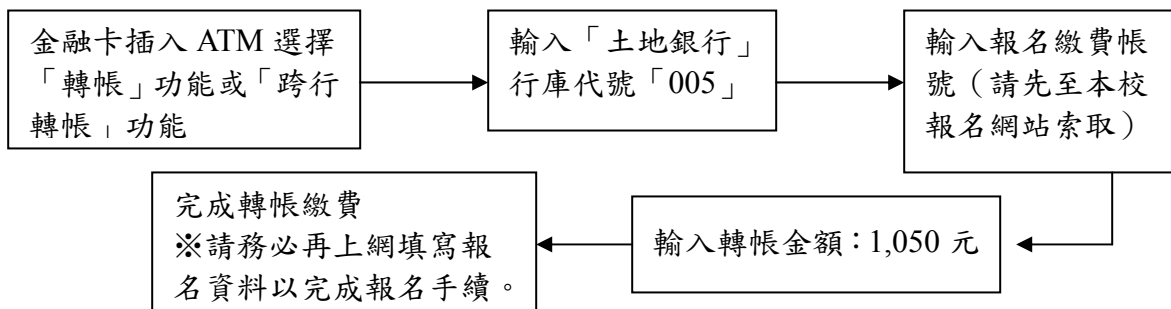 金融卡插入 ATM 選擇
「轉帳」功能或「跨行
轉帳」功能
輸入「土地銀行」
行庫代號「005」
輸入報名繳費帳
號（請先至本校
報名網站索取）
輸入轉帳金額：1,050 元
完成轉帳繳費
※請務必再上網填寫報
名資料以完成報名手續。